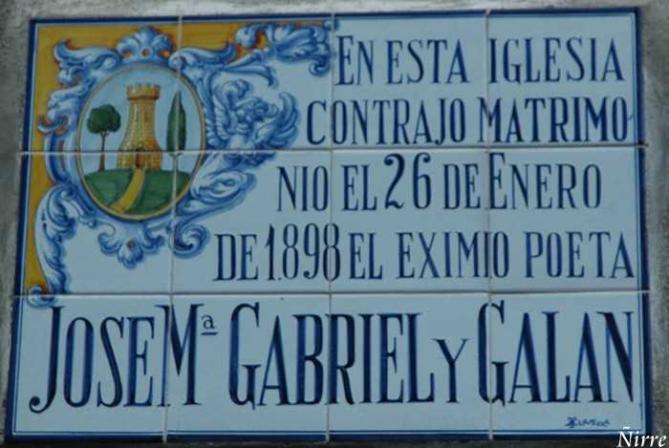 EN ESTA IGLESIA
CONTRAJO MATRIMO
NIO EL 26 DE ENERO
DE 1.898 EL EXIMIO POETA
JOSE Mª GABRIEL Y GALAN
Ñirre